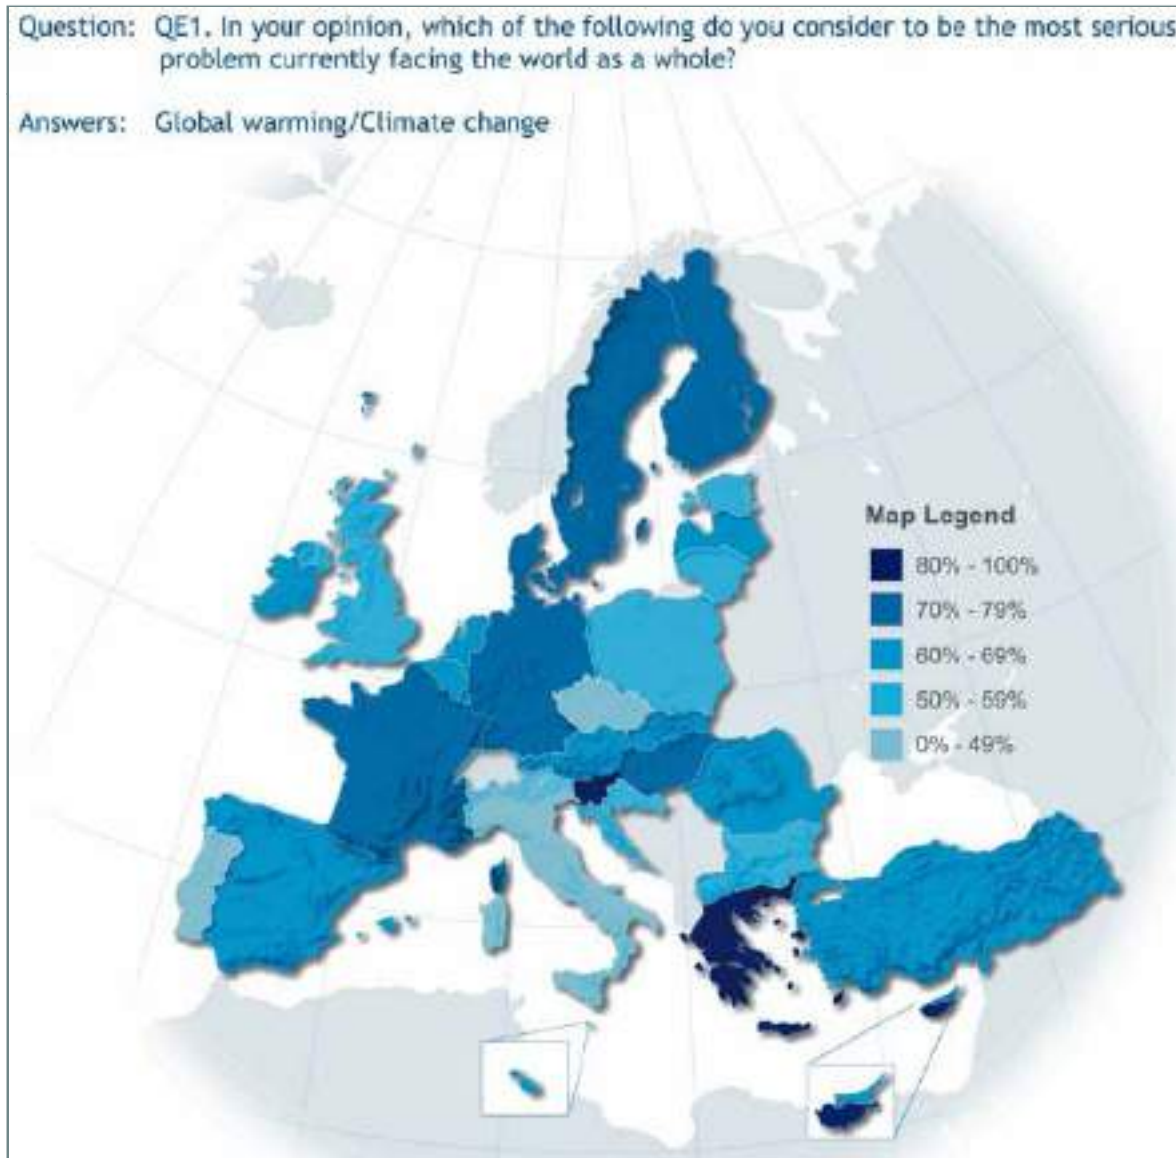 Question: QE1. In your opinion, which of the following do you consider to be the most serious
problem currently facing the world as a whole?
Answers: Global warming/Climate change
Map Legend
80% - 100%
70% - 79%
60% - 69%
50% - 59%
0% - 49%